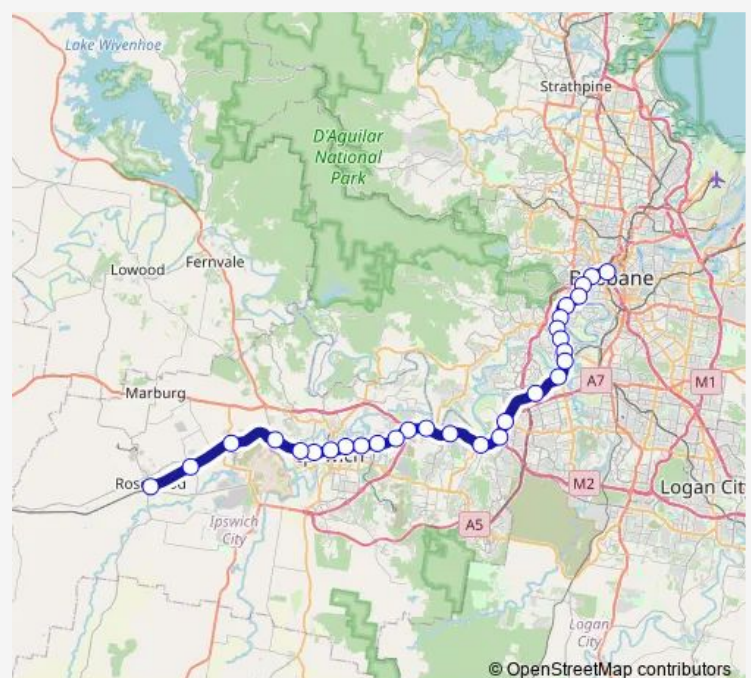 Lake Wivenhoe
Strathpine
D'Aguilar
National
Park
Lowood
Fernvale
Brisbane
Marburg
A7
M1
M2
Logan City
Ipswich
City
A5
Logan
City
© OpenStreetMap contributors